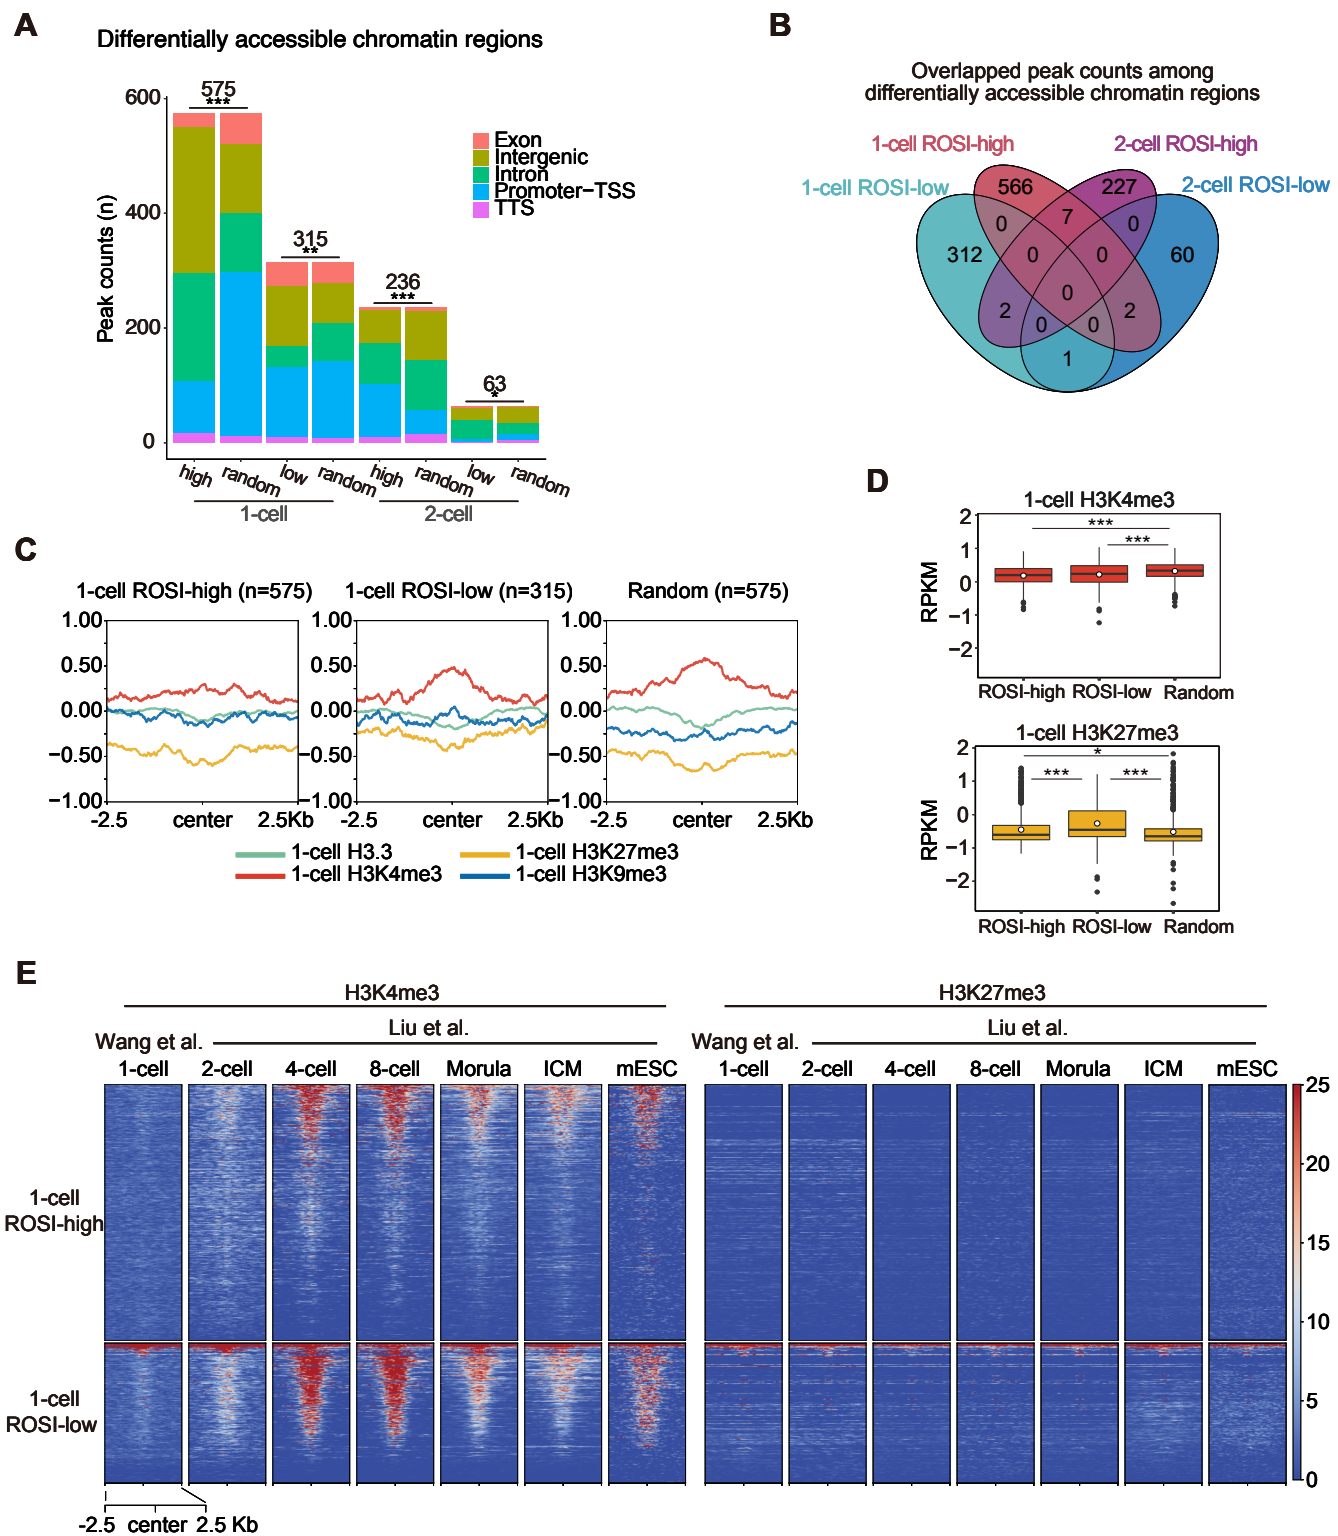 A
Differentially accessible chromatin regions
Peak counts (n)
600
400
200
0
575
***
315
**
236
***
63
*
Exon
Intergenic
Intron
Promoter−TSS
TTS
high
random
low
random
high
random
low
random
1-cell
2-cell
B
Overlapped peak counts among
differentially accessible chromatin regions
1-cell ROSI-high
2-cell ROSI-high
1-cell ROSI-low
2-cell ROSI-low
566
227
0
7
0
312
0
0
60
0
2
0
0
2
1
C
1-cell ROSI-high (n=575)
1-cell ROSI-low (n=315)
Random (n=575)
1.00
0.50
0.00
−0.50
−1.00
-2.5
center
2.5Kb
1.00
0.50
0.00
−0.50
−1.00
-2.5
center
2.5Kb
1.00
0.50
0.00
−0.50
−1.00
-2.5
center
2.5Kb
1-cell H3.3
1-cell H3K27me3
1-cell H3K4me3
1-cell H3K9me3
D
1-cell H3K4me3
RPKM
2
1
0
−1
−2
***
***
ROSI-high
ROSI-low
Random
1-cell H3K27me3
RPKM
2
1
0
−1
−2
*
***
***
ROSI-high
ROSI-low
Random
E
H3K4me3
H3K27me3
Wang et al.
Liu et al.
Wang et al.
Liu et al.
1-cell
2-cell
4-cell
8-cell
Morula
ICM
mESC
1-cell
2-cell
4-cell
8-cell
Morula
ICM
mESC
1-cell
ROSI-high
1-cell
ROSI-low
25
20
15
10
5
0
-2.5
center
2.5 Kb